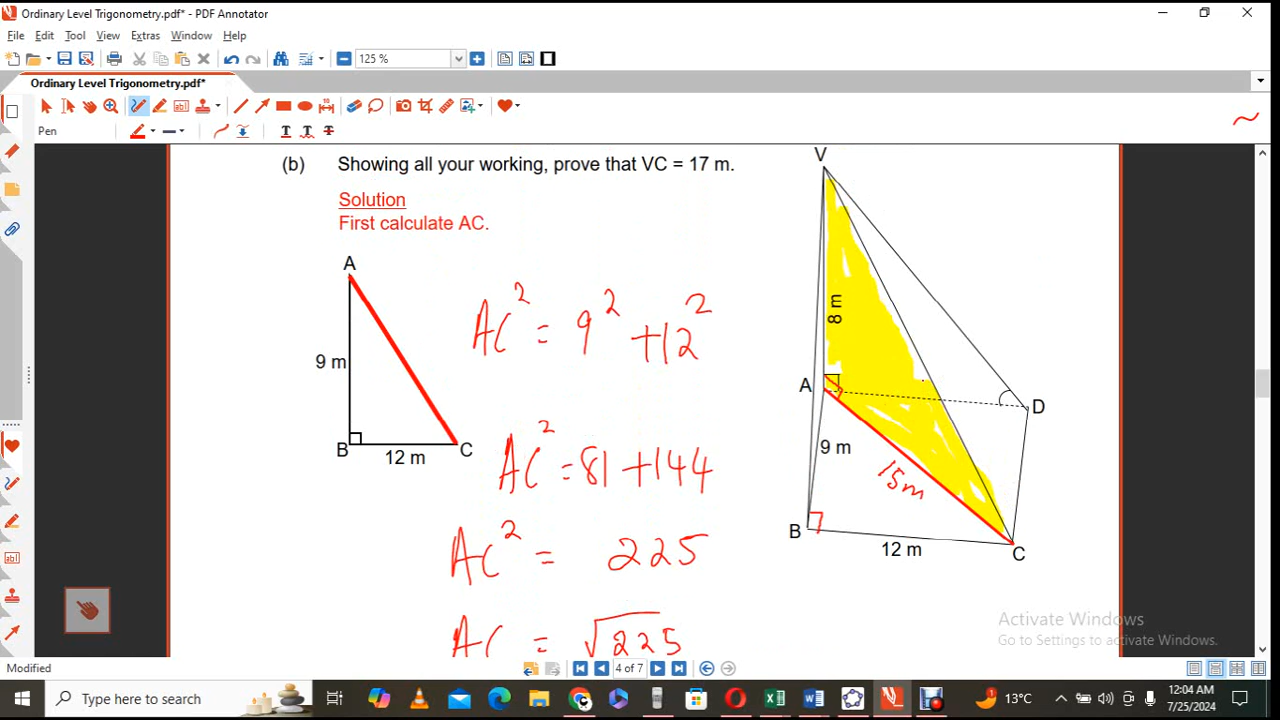 Ordinary Level Trigonometry.pdf* - PDF Annotator
File Edit Tool View Extras Window Help
125 %
Ordinary Level Trigonometry.pdf*
Pen
T T T
(b) Showing all your working, prove that VC = 17 m.
Solution
First calculate AC.
A
9 m
B
12 m
C
AC² = 9² + 12²
AC² = 81 + 144
AC² = 225
AC = √225
V
8 m
A
D
9 m
15m
B
12 m
C
Activate Windows
Go to Settings to activate Windows.
Modified
4 of 7
Type here to search
13°C
12:04 AM
7/25/2024